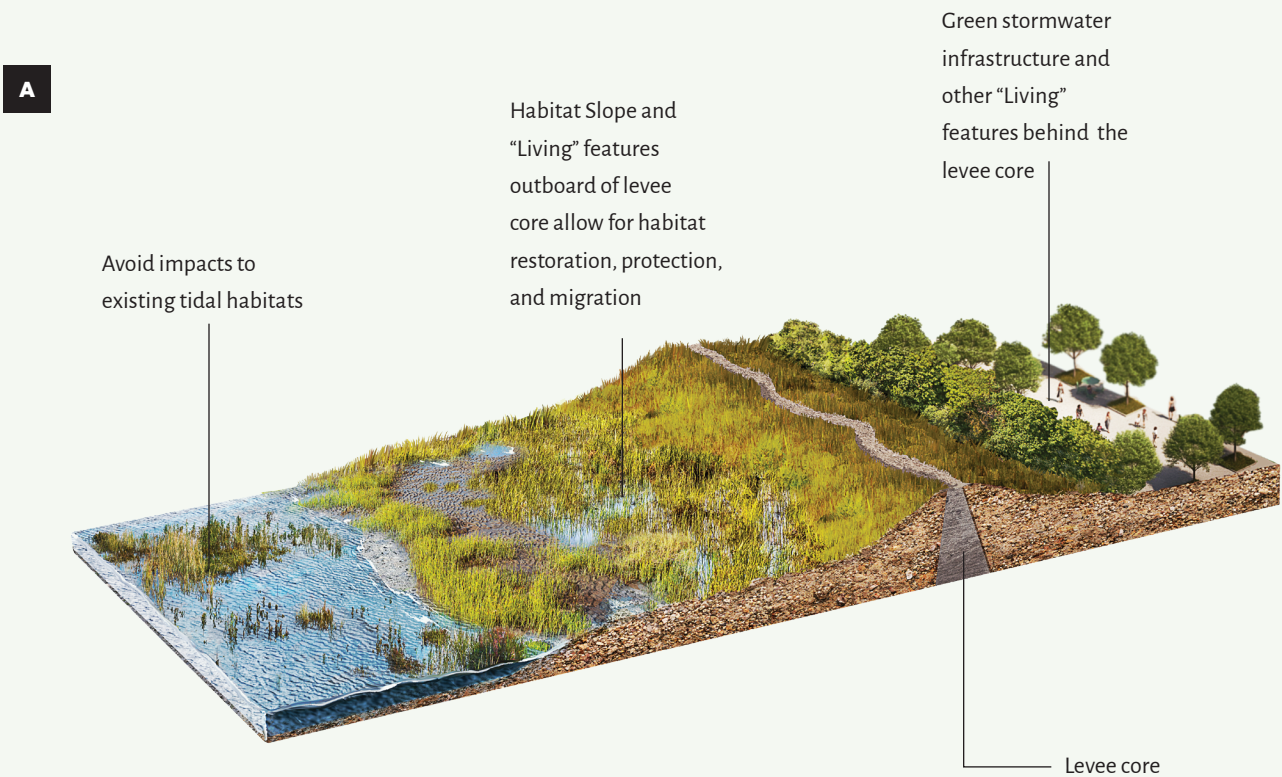 A
Green stormwater
infrastructure and
other “Living”
features behind the
levee core
Habitat Slope and
“Living” features
outboard of levee
core allow for habitat
restoration, protection,
and migration
Avoid impacts to
existing tidal habitats
Levee core